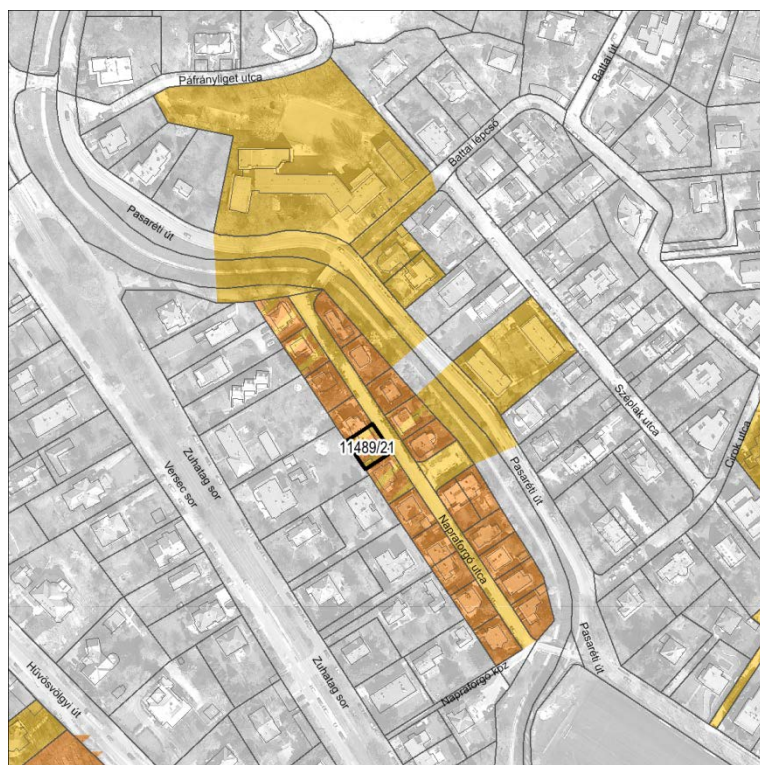 Páfrányliget utca
Battai út
Battai lépcső
Pasaréti út
Széplak utca
Cirok utca
11489/21
Zuhatag sor
Versec sor
Pasaréti út
Napraforgó utca
Pasaréti út
Zuhatag sor
Napraforgó köz
Hűvösvölgyi út